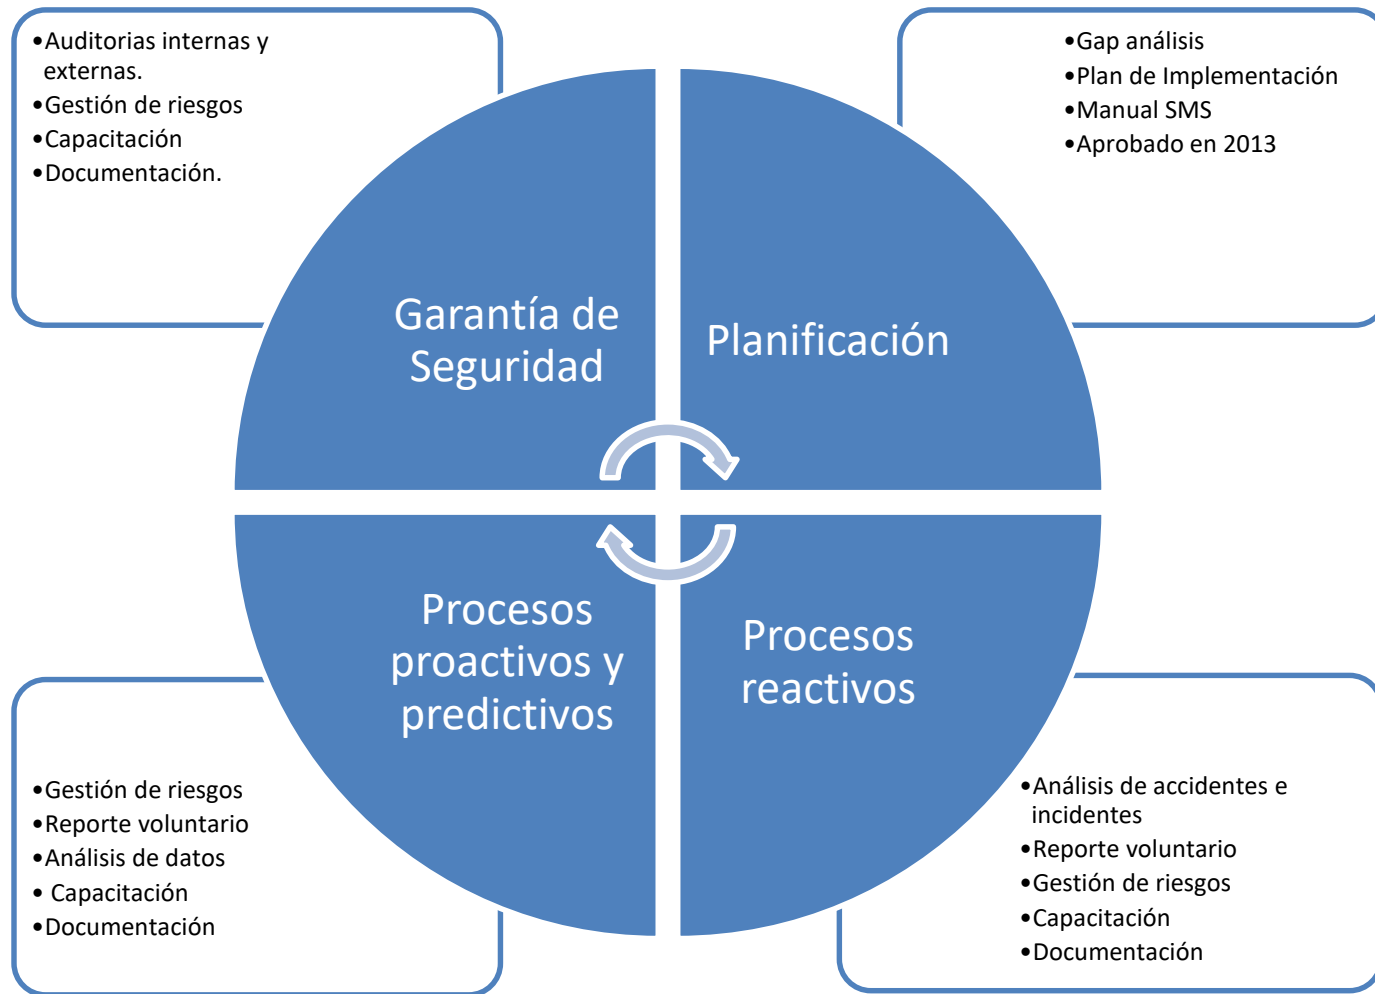 •Auditorias internas y
externas.
•Gestión de riesgos
•Capacitación
•Documentación.
•Gap análisis
•Plan de Implementación
•Manual SMS
•Aprobado en 2013
Garantía de
Seguridad
Planificación
Procesos
proactivos y
predictivos
Procesos
reactivos
•Gestión de riesgos
•Reporte voluntario
•Análisis de datos
• Capacitación
•Documentación
•Análisis de accidentes e
incidentes
•Reporte voluntario
•Gestión de riesgos
•Capacitación
•Documentación